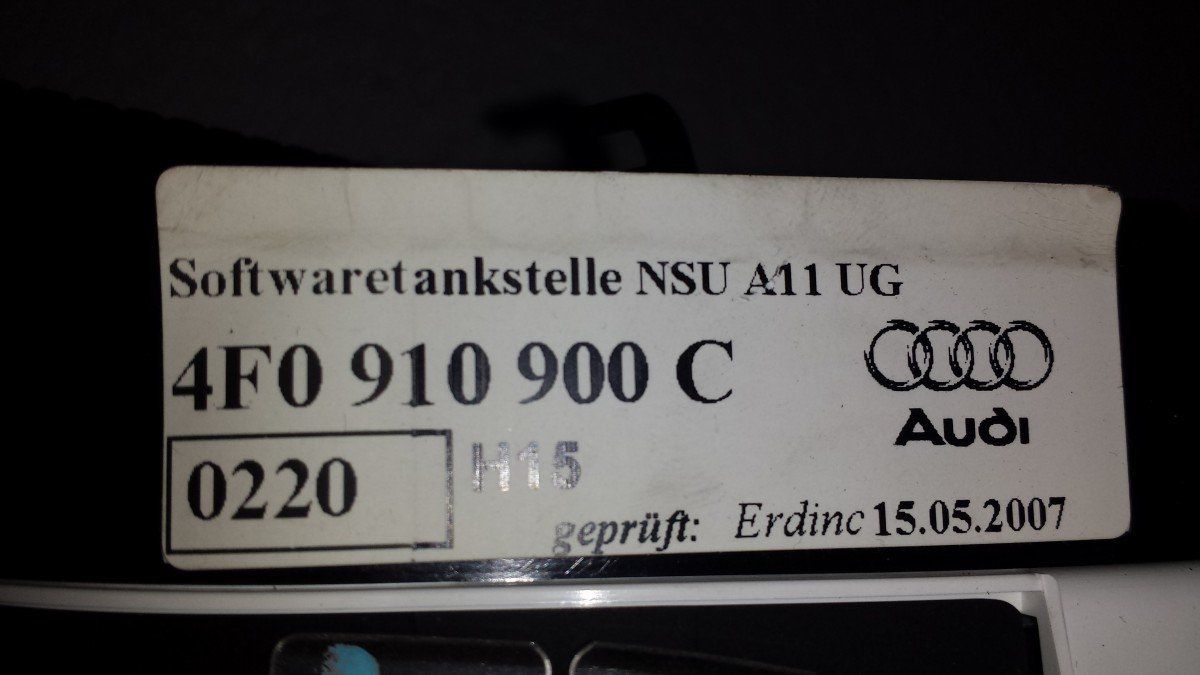 Softwaretankstelle NSU A11 UG
4F0 910 900 C
Audi
0220
H15
geprüft: Erdinc 15.05.2007